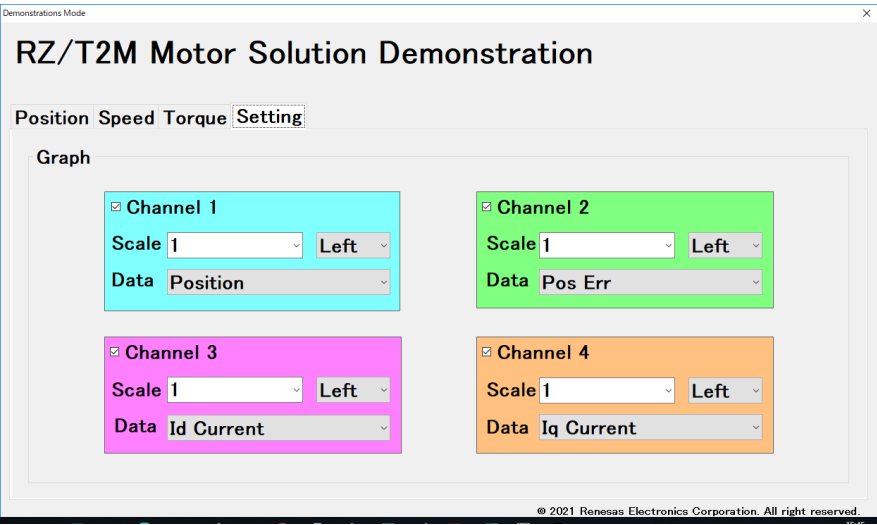 Demonstrations Mode
RZ/T2M Motor Solution Demonstration
Position Speed Torque Setting
Graph
Channel 1
Scale 1 Left
Data Position
Channel 2
Scale 1 Left
Data Pos Err
Channel 3
Scale 1 Left
Data Id Current
Channel 4
Scale 1 Left
Data Iq Current
© 2021 Renesas Electronics Corporation. All right reserved.